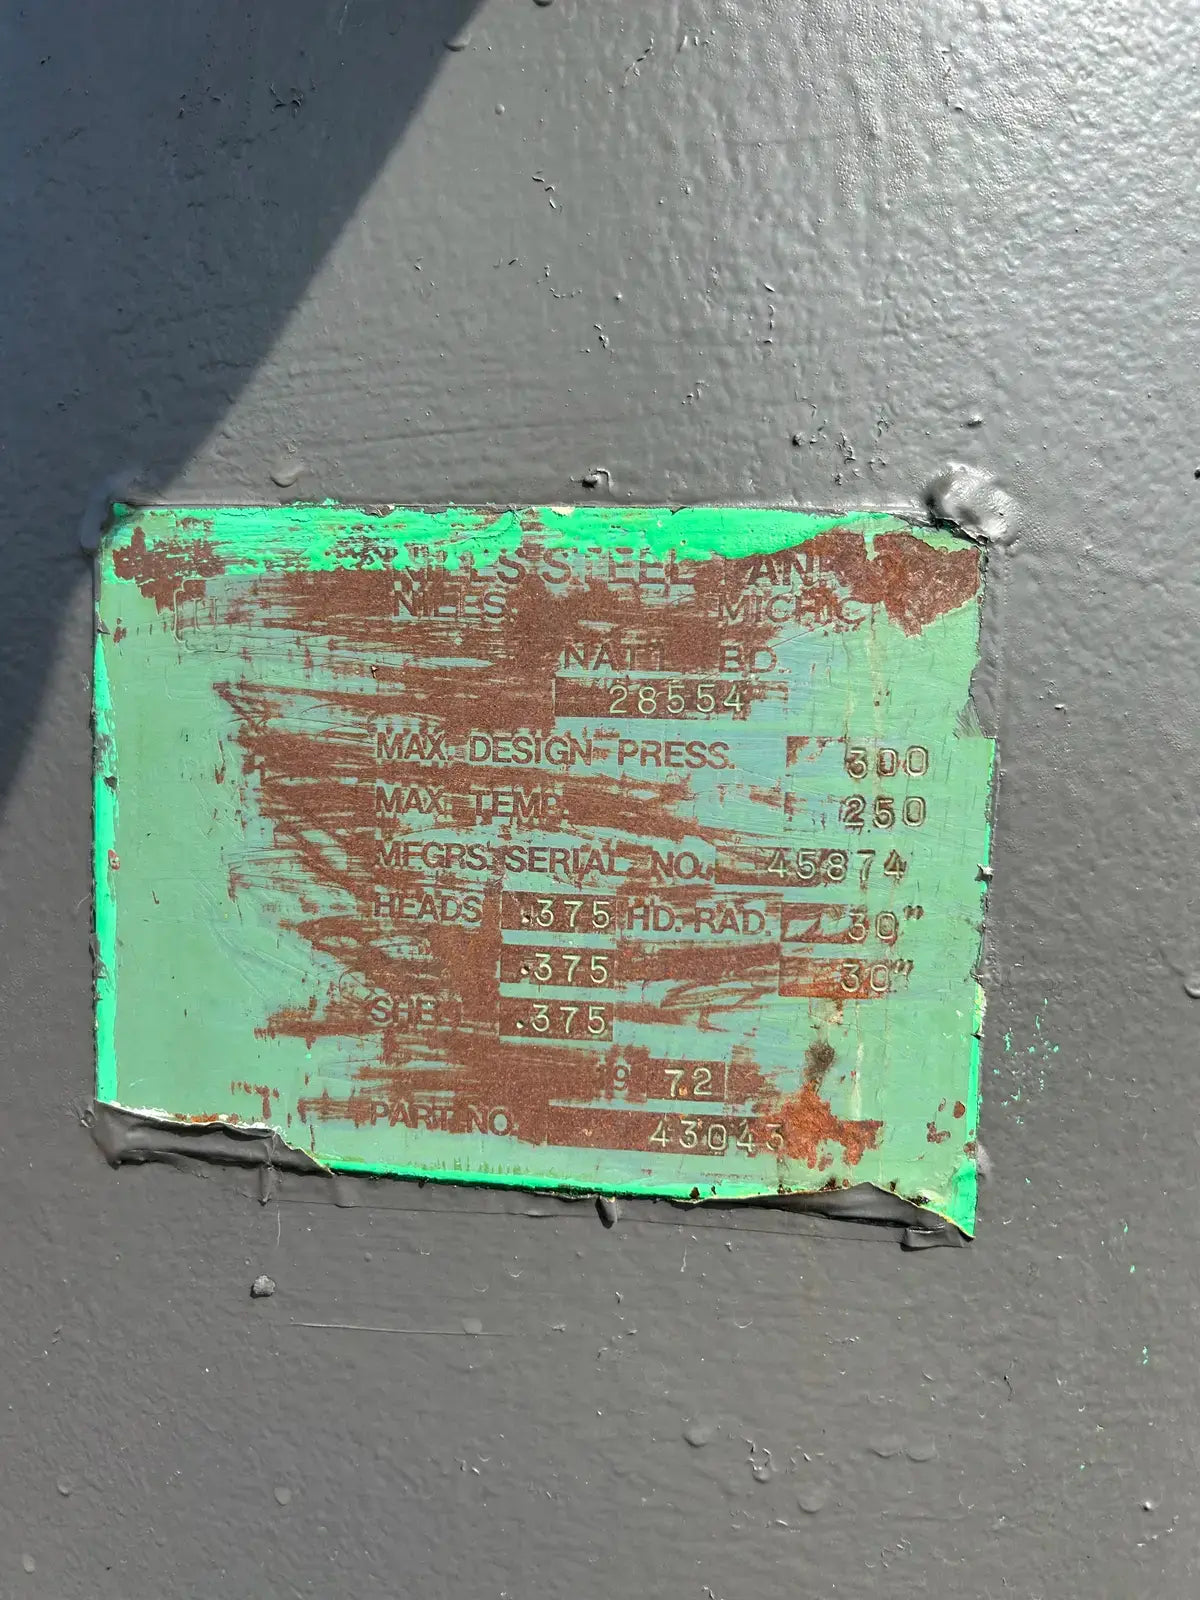 NILES STEEL TANK
NILES. MICHIG
NAT'L BD.
28554
MAX. DESIGN PRESS. 300
MAX. TEMP. 250
MFGRS. SERIAL NO. 45874
HEADS .375 HD. RAD. 30"
.375 30"
SHELL .375
19 72
PART NO. 43043